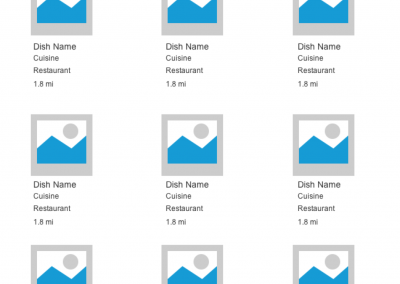 Dish Name Dish Name Dish Name
Cuisine Cuisine Cuisine
Restaurant Restaurant Restaurant
1.8 mi 1.8 mi 1.8 mi
Dish Name Dish Name Dish Name
Cuisine Cuisine Cuisine
Restaurant Restaurant Restaurant
1.8 mi 1.8 mi 1.8 mi